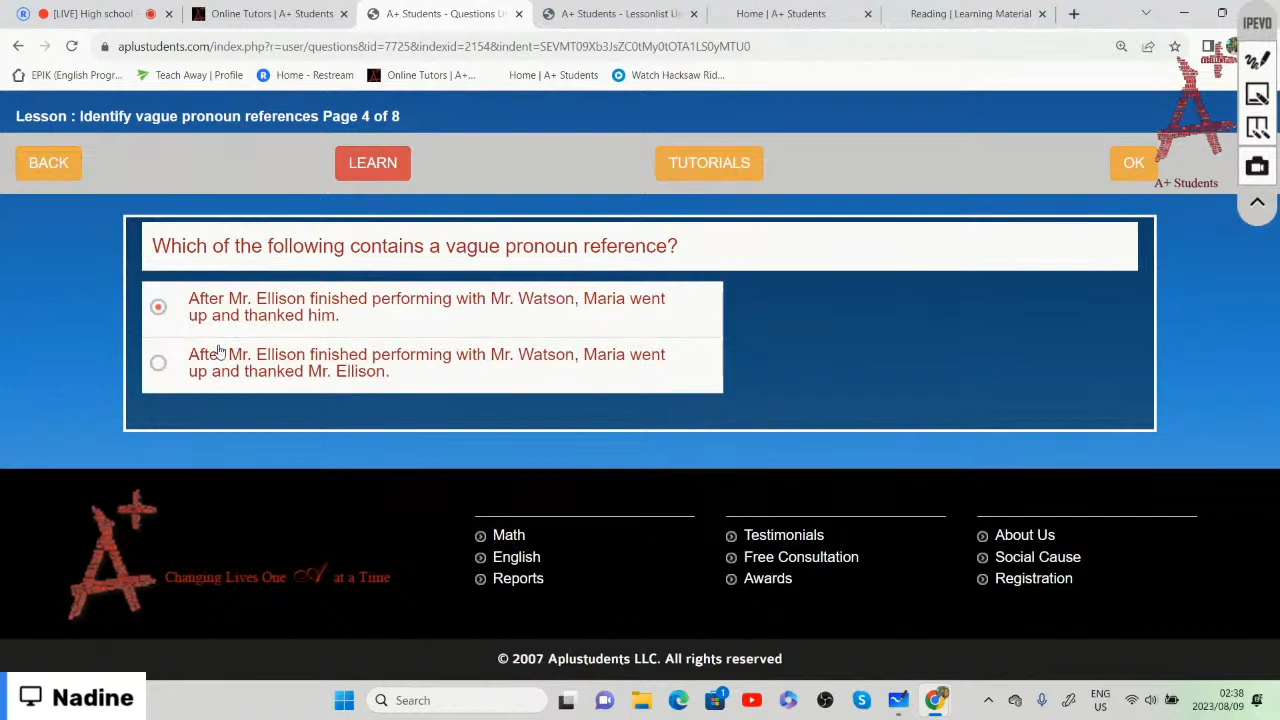 [LIVE] High school
Online Tutors | A+ Students
A+ Students - Questions U
A+ Students - Lessonlist U
Home | A+ Students
Reading | Learning Material
IPEVO
aplustudents.com/index.php?r=user/questions&id=7725&indexid=2154&indent=SEVMT09Xb3JsZC0tMy0tOTA1LS0yMTU0
EPIK (English Progr...
Teach Away | Profile
Home - Restream
Online Tutors | A+...
Home | A+ Students
Watch Hacksaw Rid...
Lesson : Identify vague pronoun references Page 4 of 8
BACK
LEARN
TUTORIALS
OK
A+ Students
Which of the following contains a vague pronoun reference?
After Mr. Ellison finished performing with Mr. Watson, Maria went
up and thanked him.
After Mr. Ellison finished performing with Mr. Watson, Maria went
up and thanked Mr. Ellison.
Changing Lives One A at a Time
Math
English
Reports
Testimonials
Free Consultation
Awards
About Us
Social Cause
Registration
© 2007 Aplustudents LLC. All rights reserved
Nadine
Search
1
ENG
US
02:38
2023/08/09